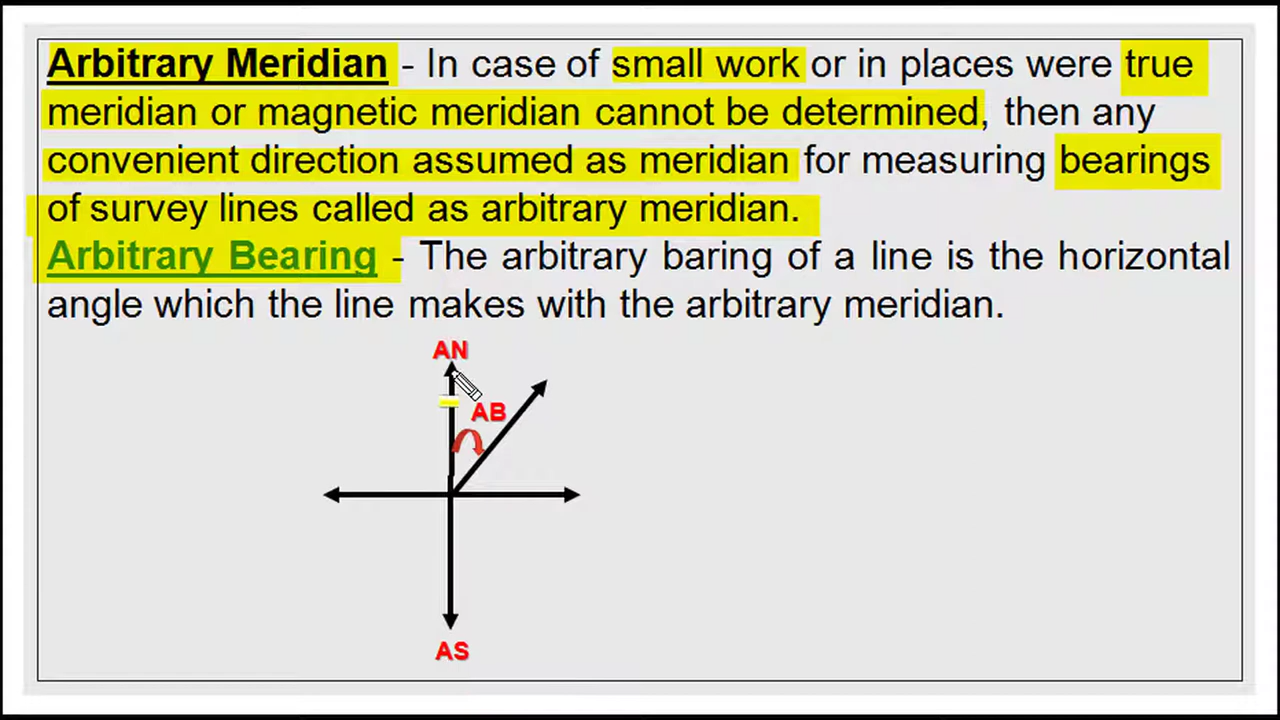 Arbitrary Meridian - In case of small work or in places were true
meridian or magnetic meridian cannot be determined, then any
convenient direction assumed as meridian for measuring bearings
of survey lines called as arbitrary meridian.
Arbitrary Bearing - The arbitrary baring of a line is the horizontal
angle which the line makes with the arbitrary meridian.
AN
AB
AS